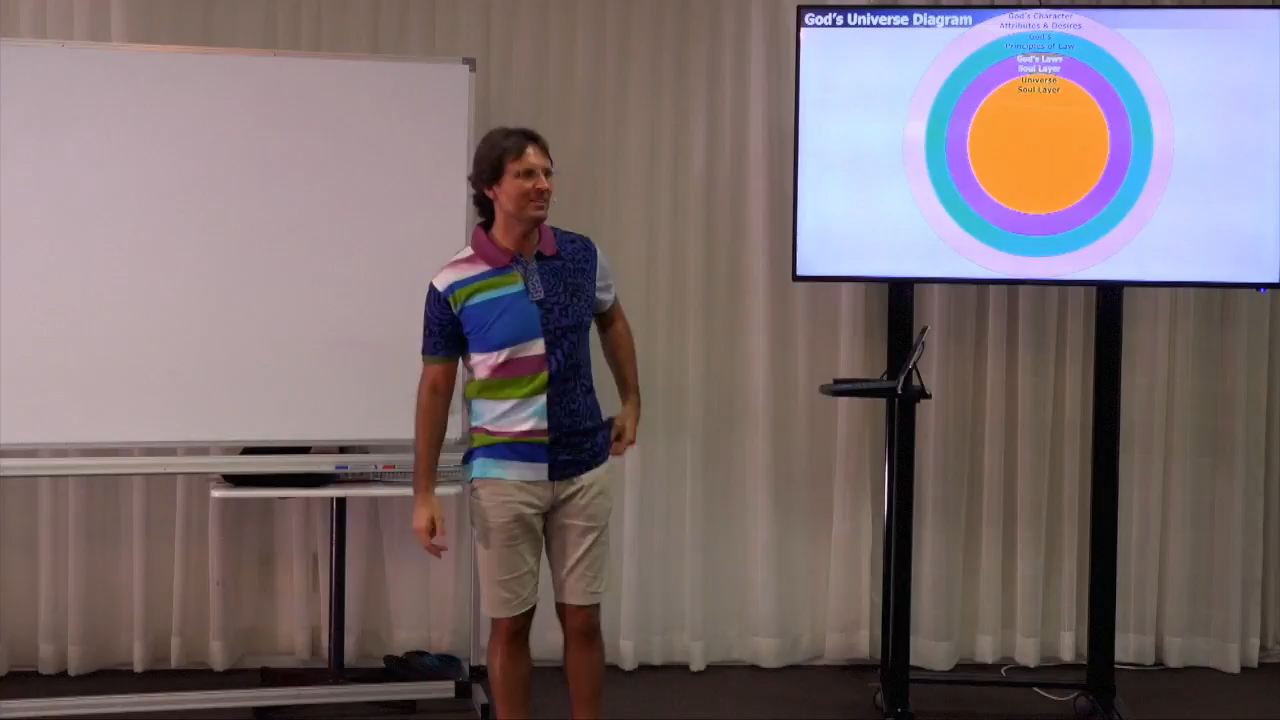 God's Universe Diagram
God's Character
Attributes & Desires
God's
Principles of Law
God's Laws
Soul Layer
Universe
Soul Layer